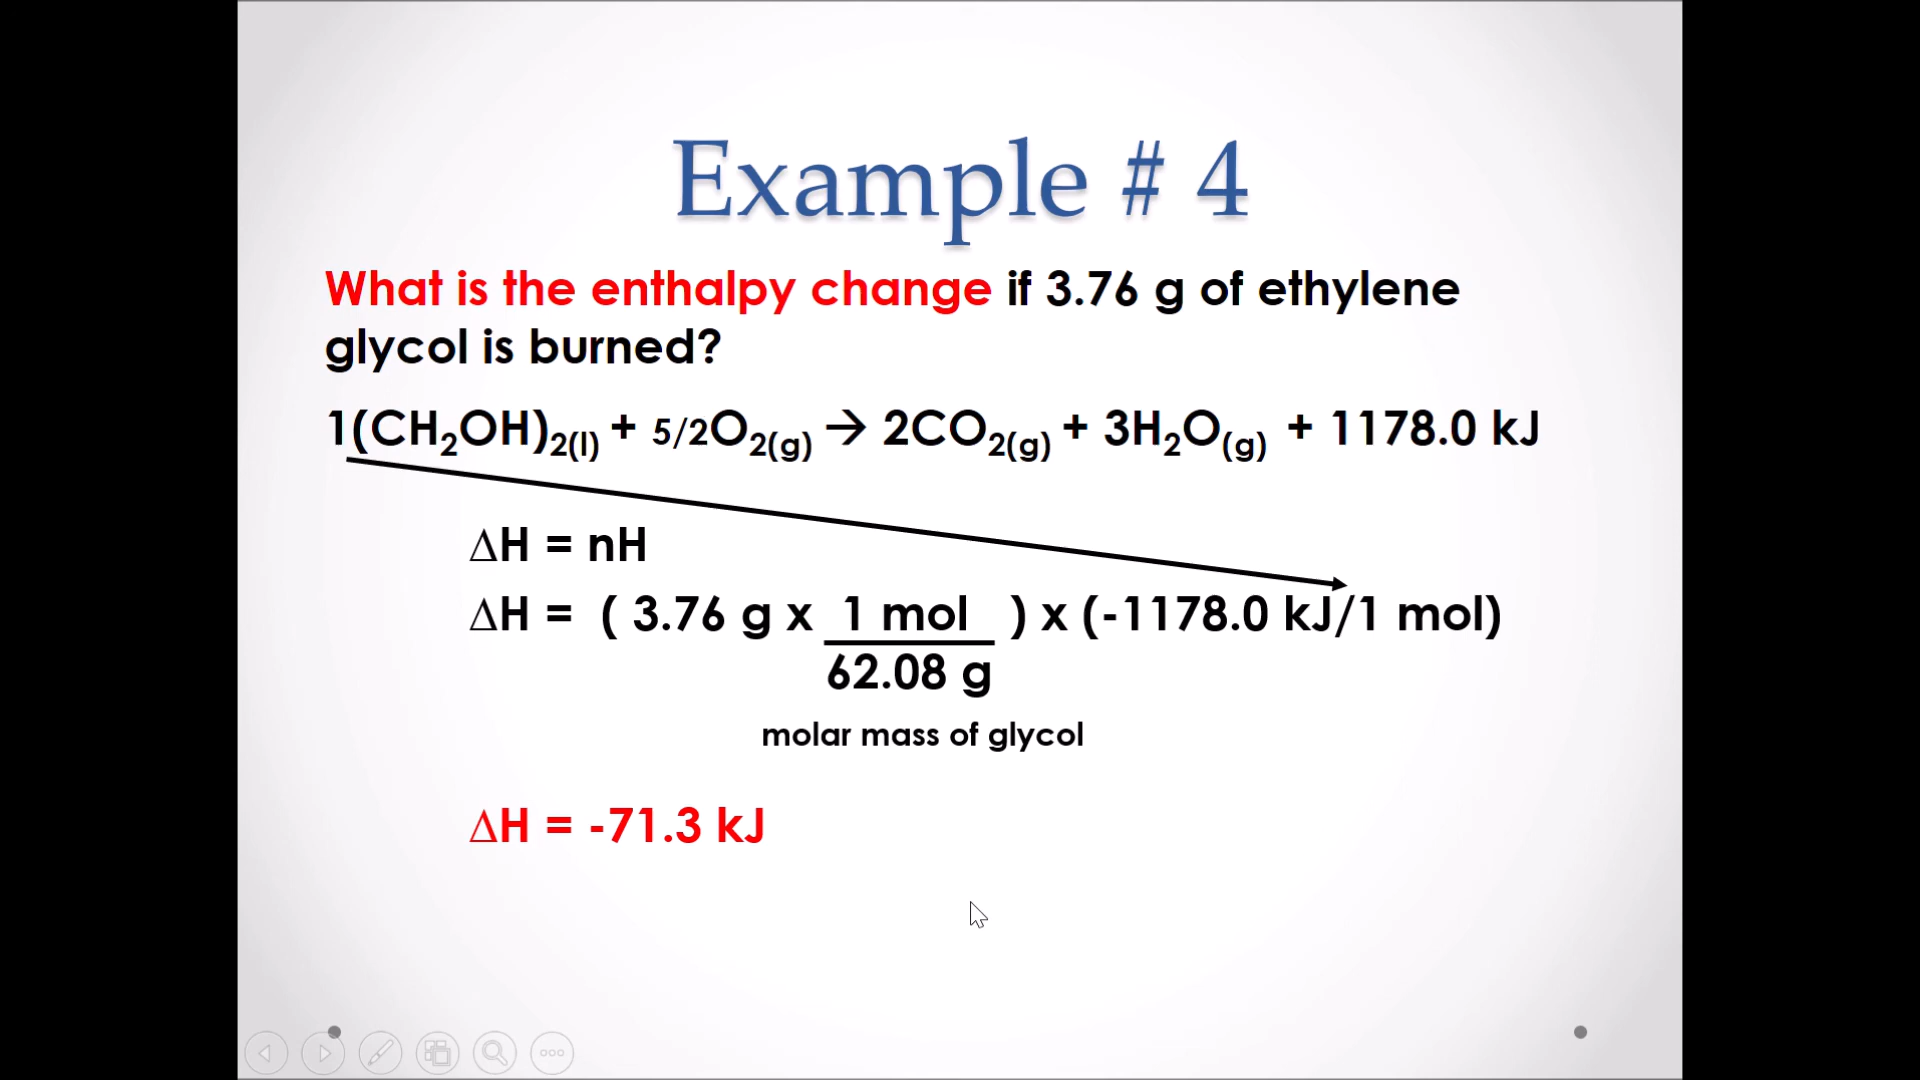 Example # 4
What is the enthalpy change if 3.76 g of ethylene
glycol is burned?
1(CH₂OH)₂₍ₗ₎ + 5/2O₂(g) → 2CO₂(g) + 3H₂O(g) + 1178.0 kJ
∆H = nH
∆H = ( 3.76 g x 1 mol ) x (-1178.0 kJ/1 mol)
62.08 g
molar mass of glycol
∆H = -71.3 kJ